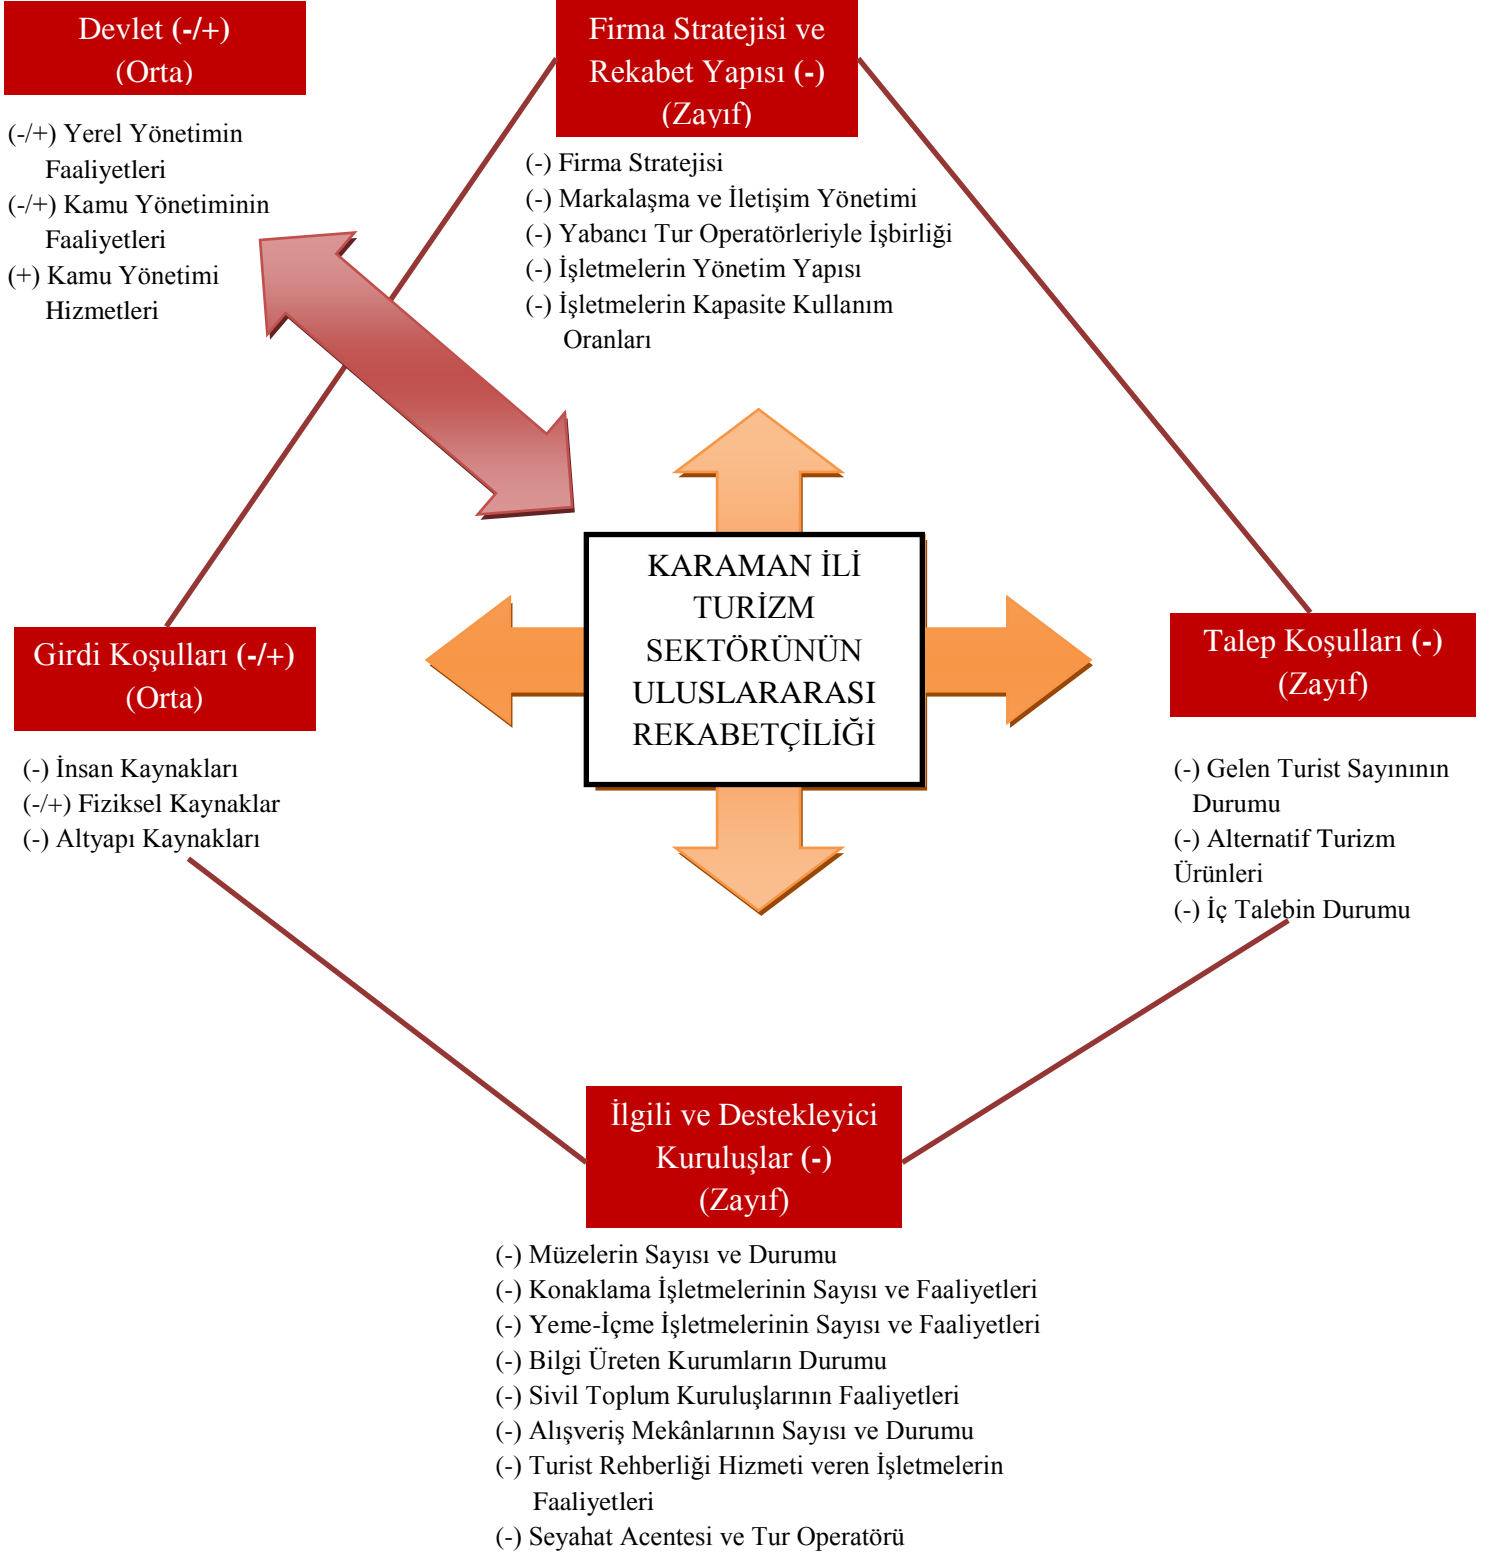 Devlet (-/+)
(Orta)
(-/+) Yerel Yönetimin
Faaliyetleri
(-/+) Kamu Yönetiminin
Faaliyetleri
(+) Kamu Yönetimi
Hizmetleri
Firma Stratejisi ve
Rekabet Yapısı (-)
(Zayıf)
(-) Firma Stratejisi
(-) Markalaşma ve İletişim Yönetimi
(-) Yabancı Tur Operatörleriyle İşbirliği
(-) İşletmelerin Yönetim Yapısı
(-) İşletmelerin Kapasite Kullanım
Oranları
KARAMAN İLİ
TURİZM
SEKTÖRÜNÜN
ULUSLARARASI
REKABETÇİLİĞİ
Girdi Koşulları (-/+)
(Orta)
(-) İnsan Kaynakları
(-/+) Fiziksel Kaynaklar
(-) Altyapı Kaynakları
Talep Koşulları (-)
(Zayıf)
(-) Gelen Turist Sayınının
Durumu
(-) Alternatif Turizm
Ürünleri
(-) İç Talebin Durumu
İlgili ve Destekleyici
Kuruluşlar (-)
(Zayıf)
(-) Müzelerin Sayısı ve Durumu
(-) Konaklama İşletmelerinin Sayısı ve Faaliyetleri
(-) Yeme-İçme İşletmelerinin Sayısı ve Faaliyetleri
(-) Bilgi Üreten Kurumların Durumu
(-) Sivil Toplum Kuruluşlarının Faaliyetleri
(-) Alışveriş Mekânlarının Sayısı ve Durumu
(-) Turist Rehberliği Hizmeti veren İşletmelerin
Faaliyetleri
(-) Seyahat Acentesi ve Tur Operatörü